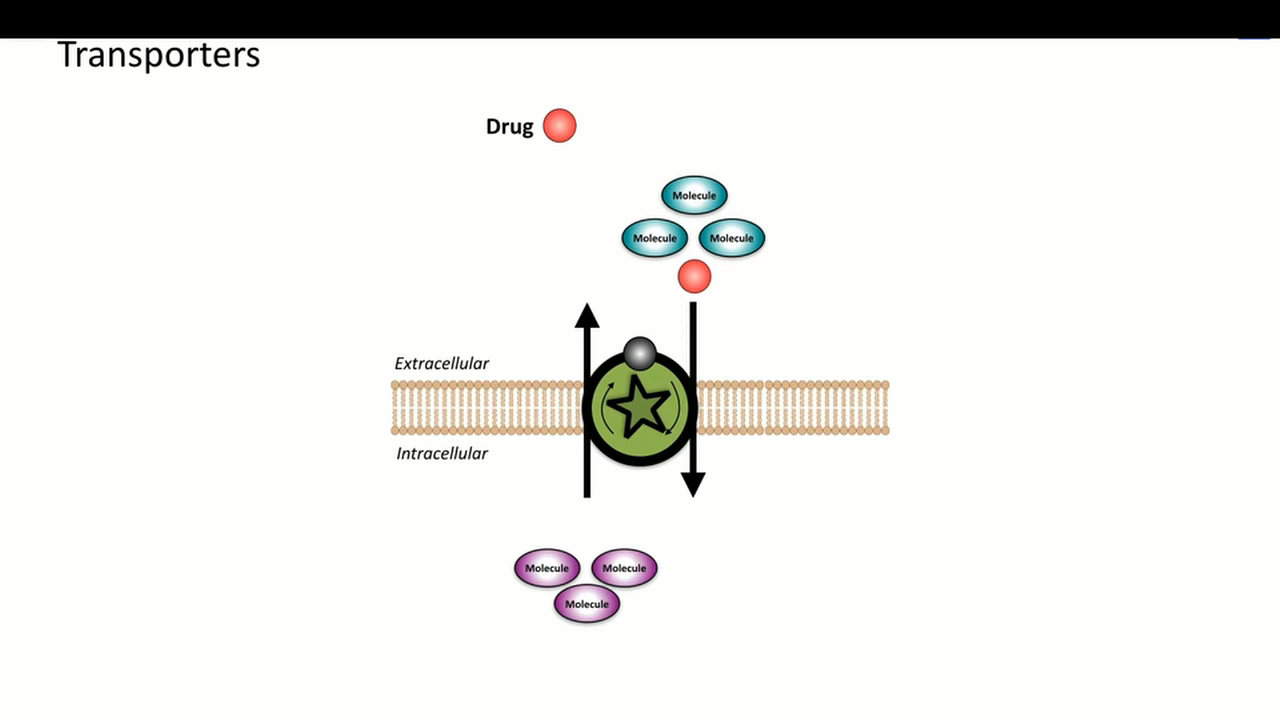 Transporters
Drug
Molecule
Molecule Molecule
Extracellular
Intracellular
Molecule Molecule
Molecule